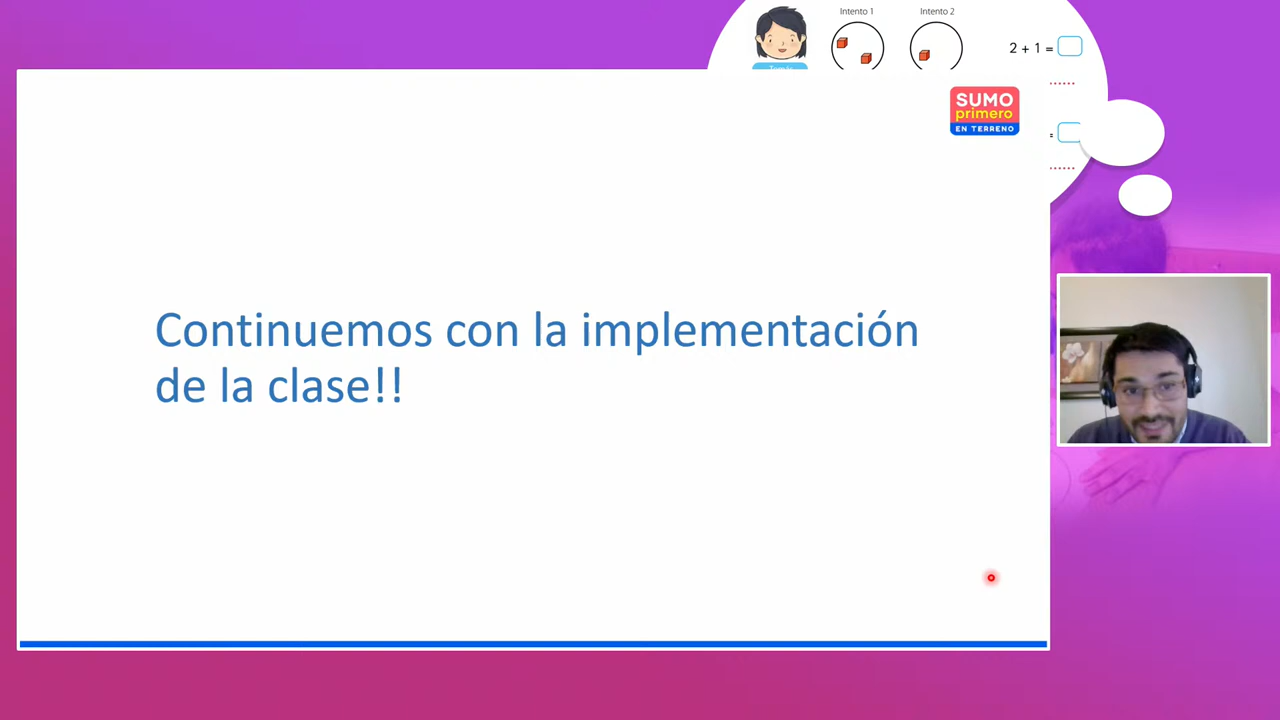 Intento 1
Intento 2
2 + 1 =
=
SUMO
primero
EN TERRENO
Continuemos con la implementación
de la clase!!